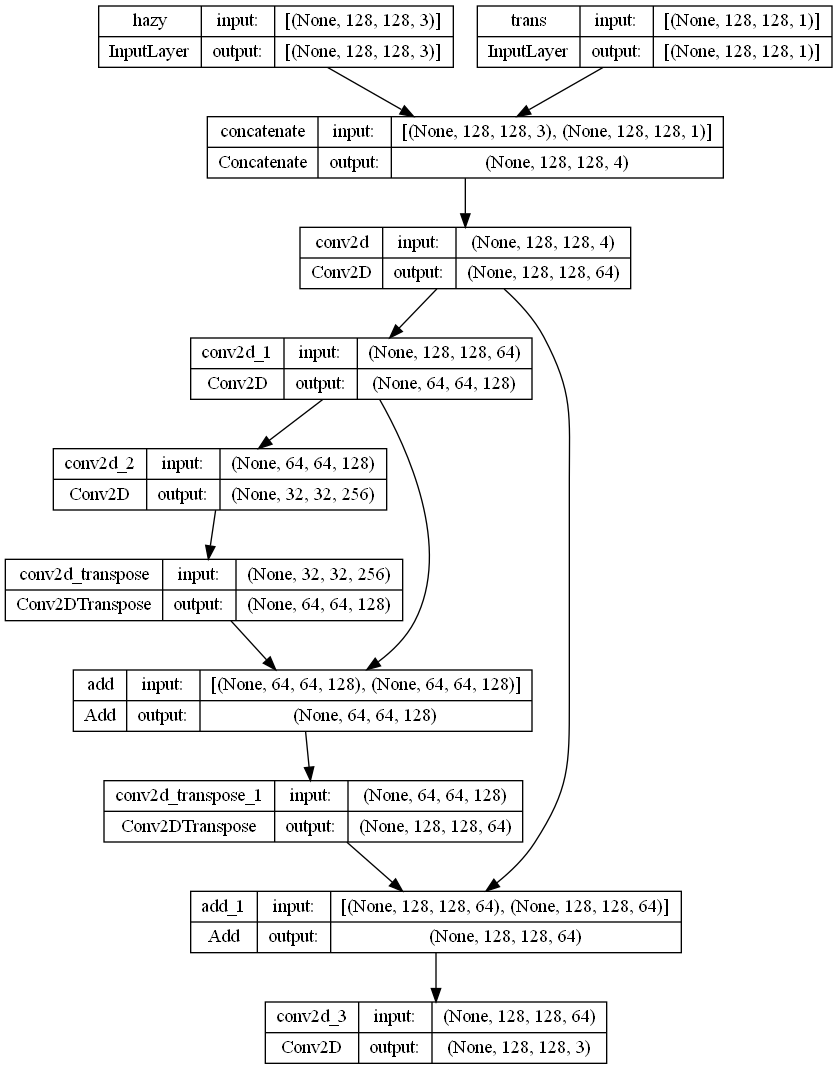 hazy input: [(None, 128, 128, 3)]
InputLayer output: [(None, 128, 128, 3)]
trans input: [(None, 128, 128, 1)]
InputLayer output: [(None, 128, 128, 1)]
concatenate input: [(None, 128, 128, 3), (None, 128, 128, 1)]
Concatenate output: (None, 128, 128, 4)
conv2d input: (None, 128, 128, 4)
Conv2D output: (None, 128, 128, 64)
conv2d_1 input: (None, 128, 128, 64)
Conv2D output: (None, 64, 64, 128)
conv2d_2 input: (None, 64, 64, 128)
Conv2D output: (None, 32, 32, 256)
conv2d_transpose input: (None, 32, 32, 256)
Conv2DTranspose output: (None, 64, 64, 128)
add input: [(None, 64, 64, 128), (None, 64, 64, 128)]
Add output: (None, 64, 64, 128)
conv2d_transpose_1 input: (None, 64, 64, 128)
Conv2DTranspose output: (None, 128, 128, 64)
add_1 input: [(None, 128, 128, 64), (None, 128, 128, 64)]
Add output: (None, 128, 128, 64)
conv2d_3 input: (None, 128, 128, 64)
Conv2D output: (None, 128, 128, 3)